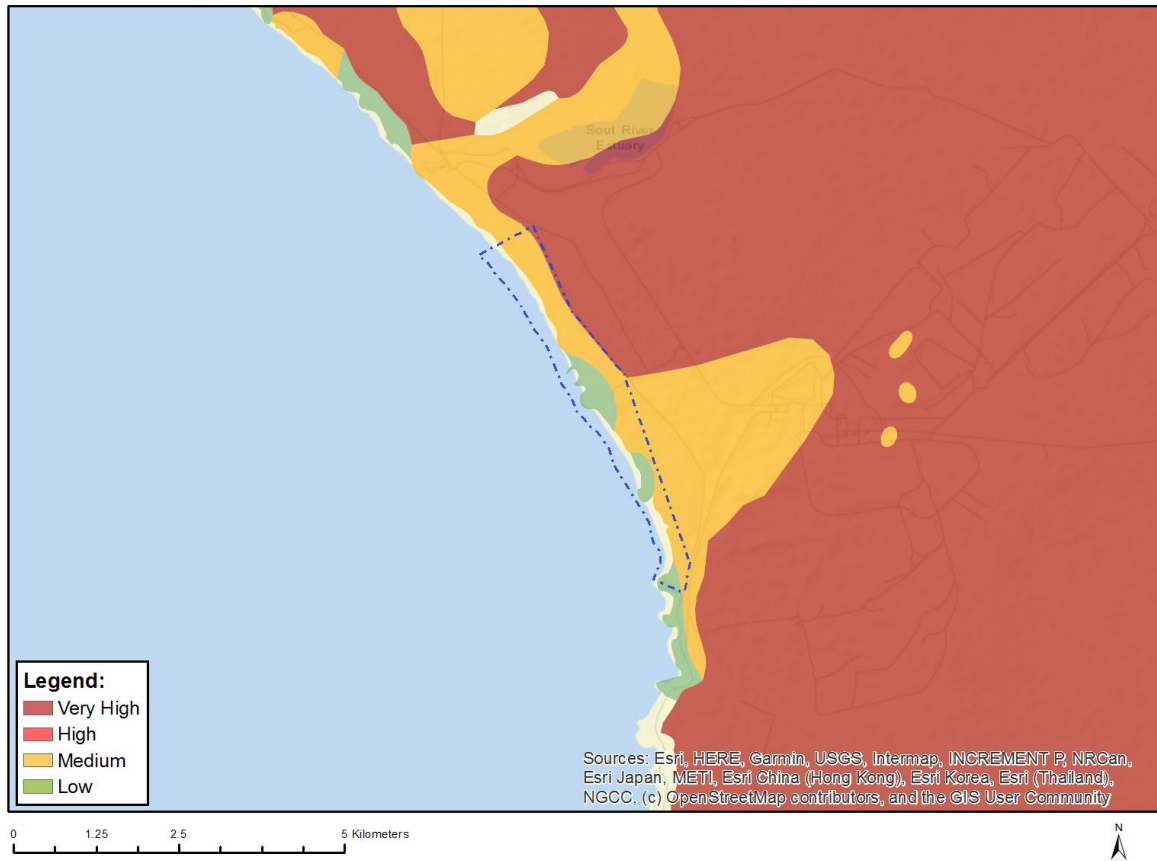 Sout River
Estuary
Legend:
Very High
High
Medium
Low
Sources: Esri, HERE, Garmin, USGS, Intermap, INCREMENT P, NRCan,
Esri Japan, METI, Esri China (Hong Kong), Esri Korea, Esri (Thailand),
NGCC, (c) OpenStreetMap contributors, and the GIS User Community
0 1.25 2.5 5 Kilometers
N